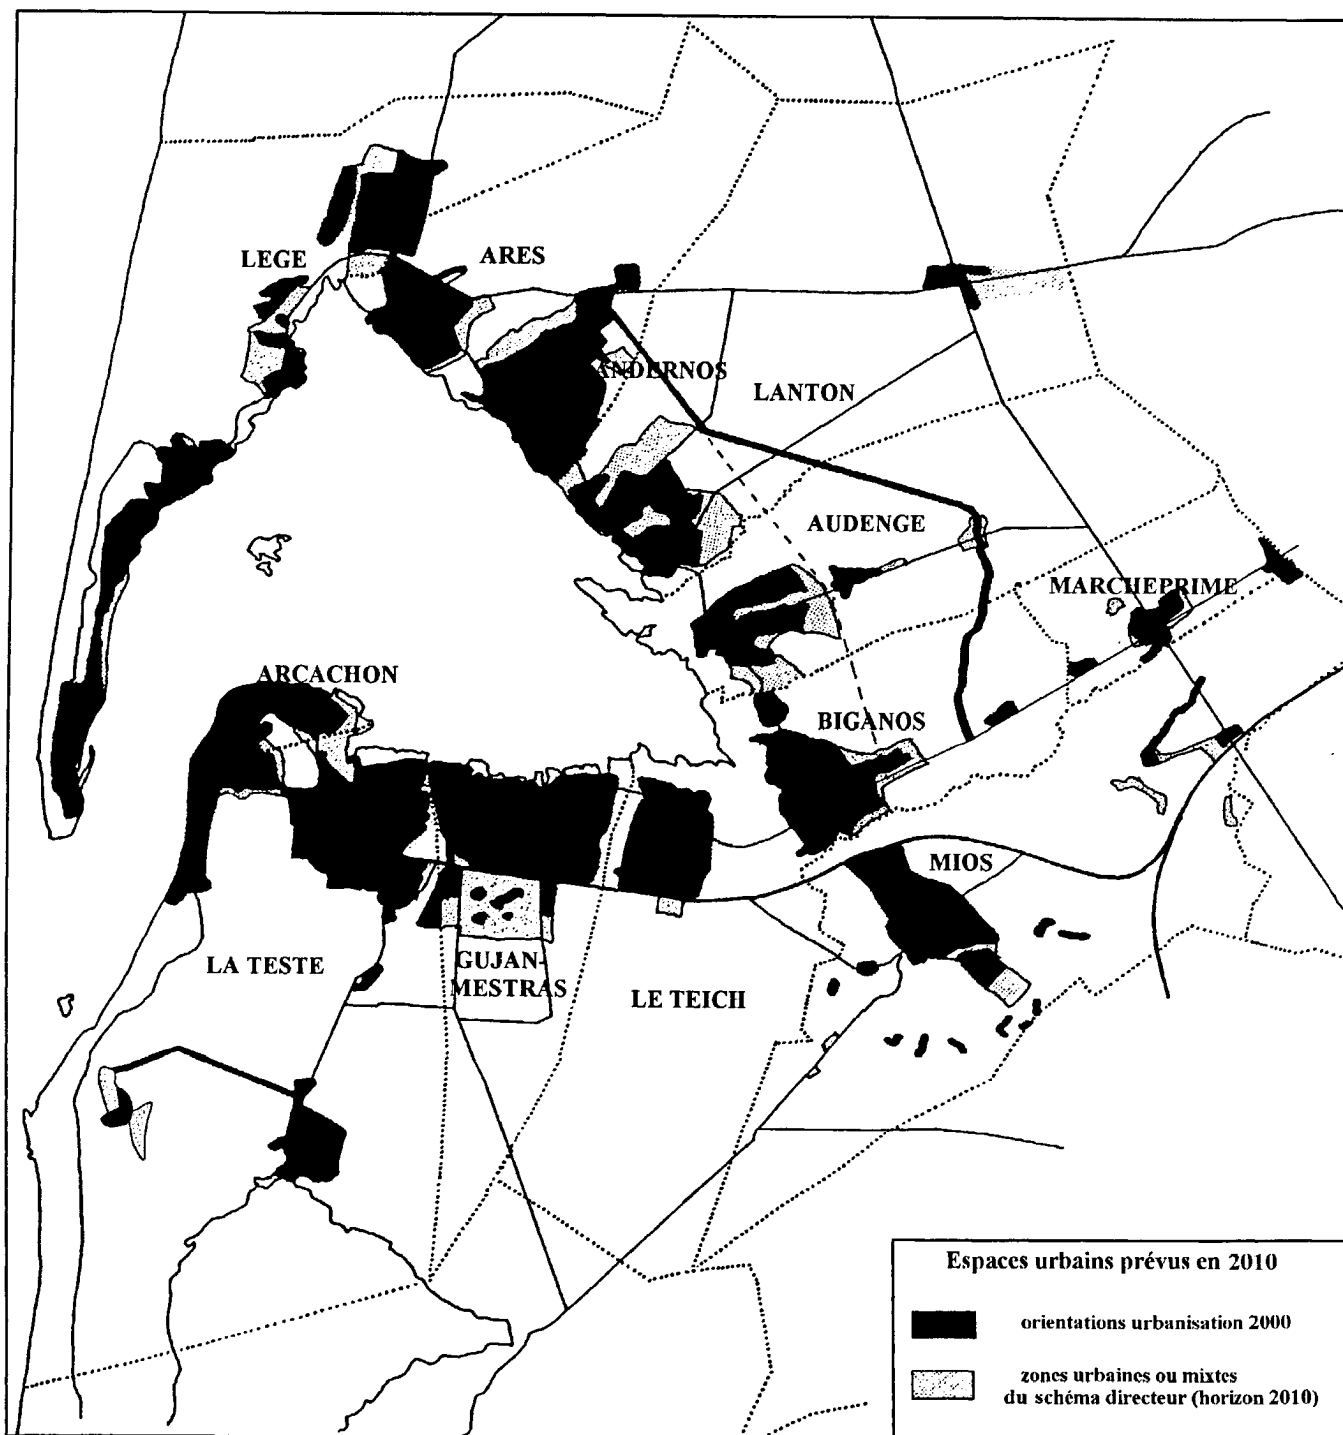 LEGE
ARES
ANDERNOS
LANTON
AUDENGE
MARCHEPRIME
ARCACHON
BIGANOS
MIOS
LA TESTE
GUJAN-
MESTRAS
LE TEICH
Espaces urbains prévus en 2010
orientations urbanisation 2000
zones urbaines ou mixtes
du schéma directeur (horizon 2010)